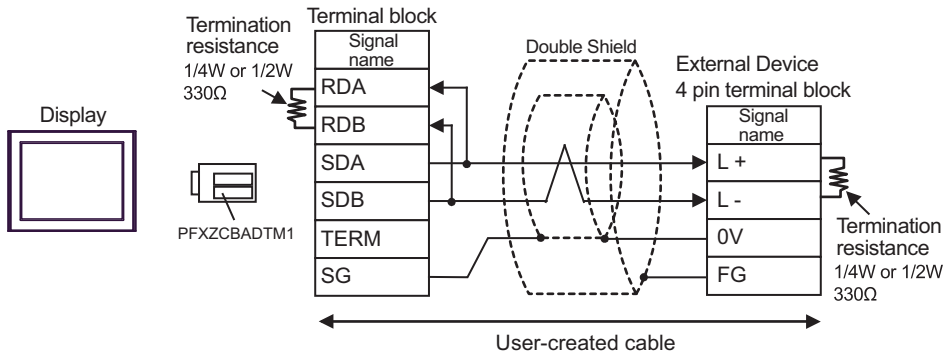 Display
PFXZCBADTM1
Termination
resistance
1/4W or 1/2W
330Ω
Terminal block
Signal
name
RDA
RDB
SDA
SDB
TERM
SG
Double Shield
External Device
4 pin terminal block
Signal
name
L +
L -
0V
FG
Termination
resistance
1/4W or 1/2W
330Ω
User-created cable